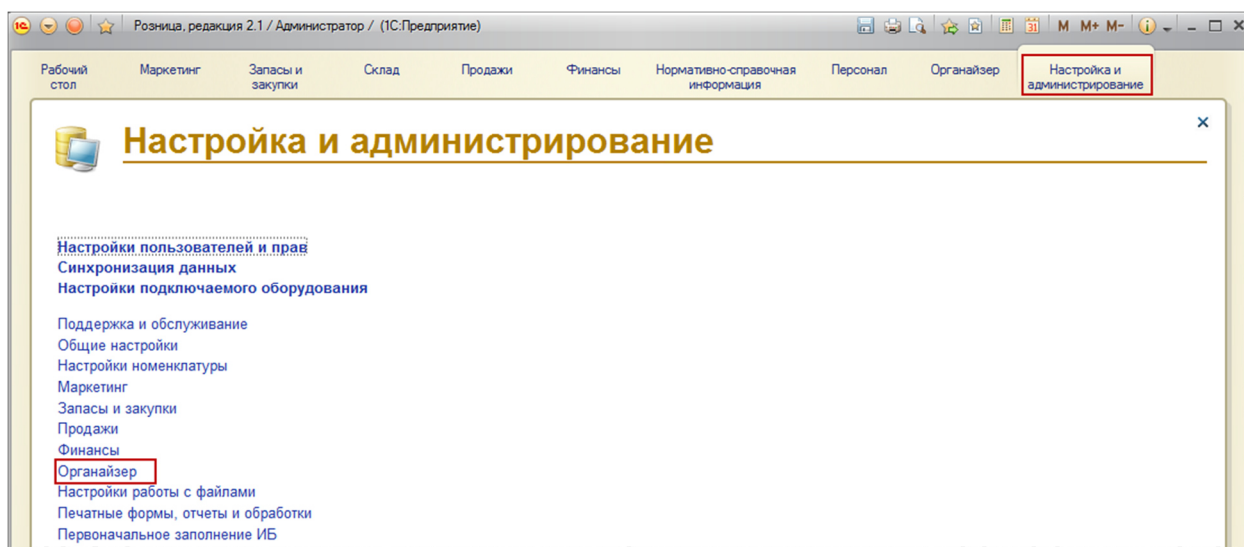 1С Розница, редакция 2.1 / Администратор / (1С:Предприятие) 31 M M+ M-
Рабочий стол Маркетинг Запасы и закупки Склад Продажи Финансы Нормативно-справочная информация Персонал Органайзер Настройка и администрирование
Настройка и администрирование
Настройки пользователей и прав
Синхронизация данных
Настройки подключаемого оборудования
Поддержка и обслуживание
Общие настройки
Настройки номенклатуры
Маркетинг
Запасы и закупки
Продажи
Финансы
Органайзер
Настройки работы с файлами
Печатные формы, отчеты и обработки
Первоначальное заполнение ИБ